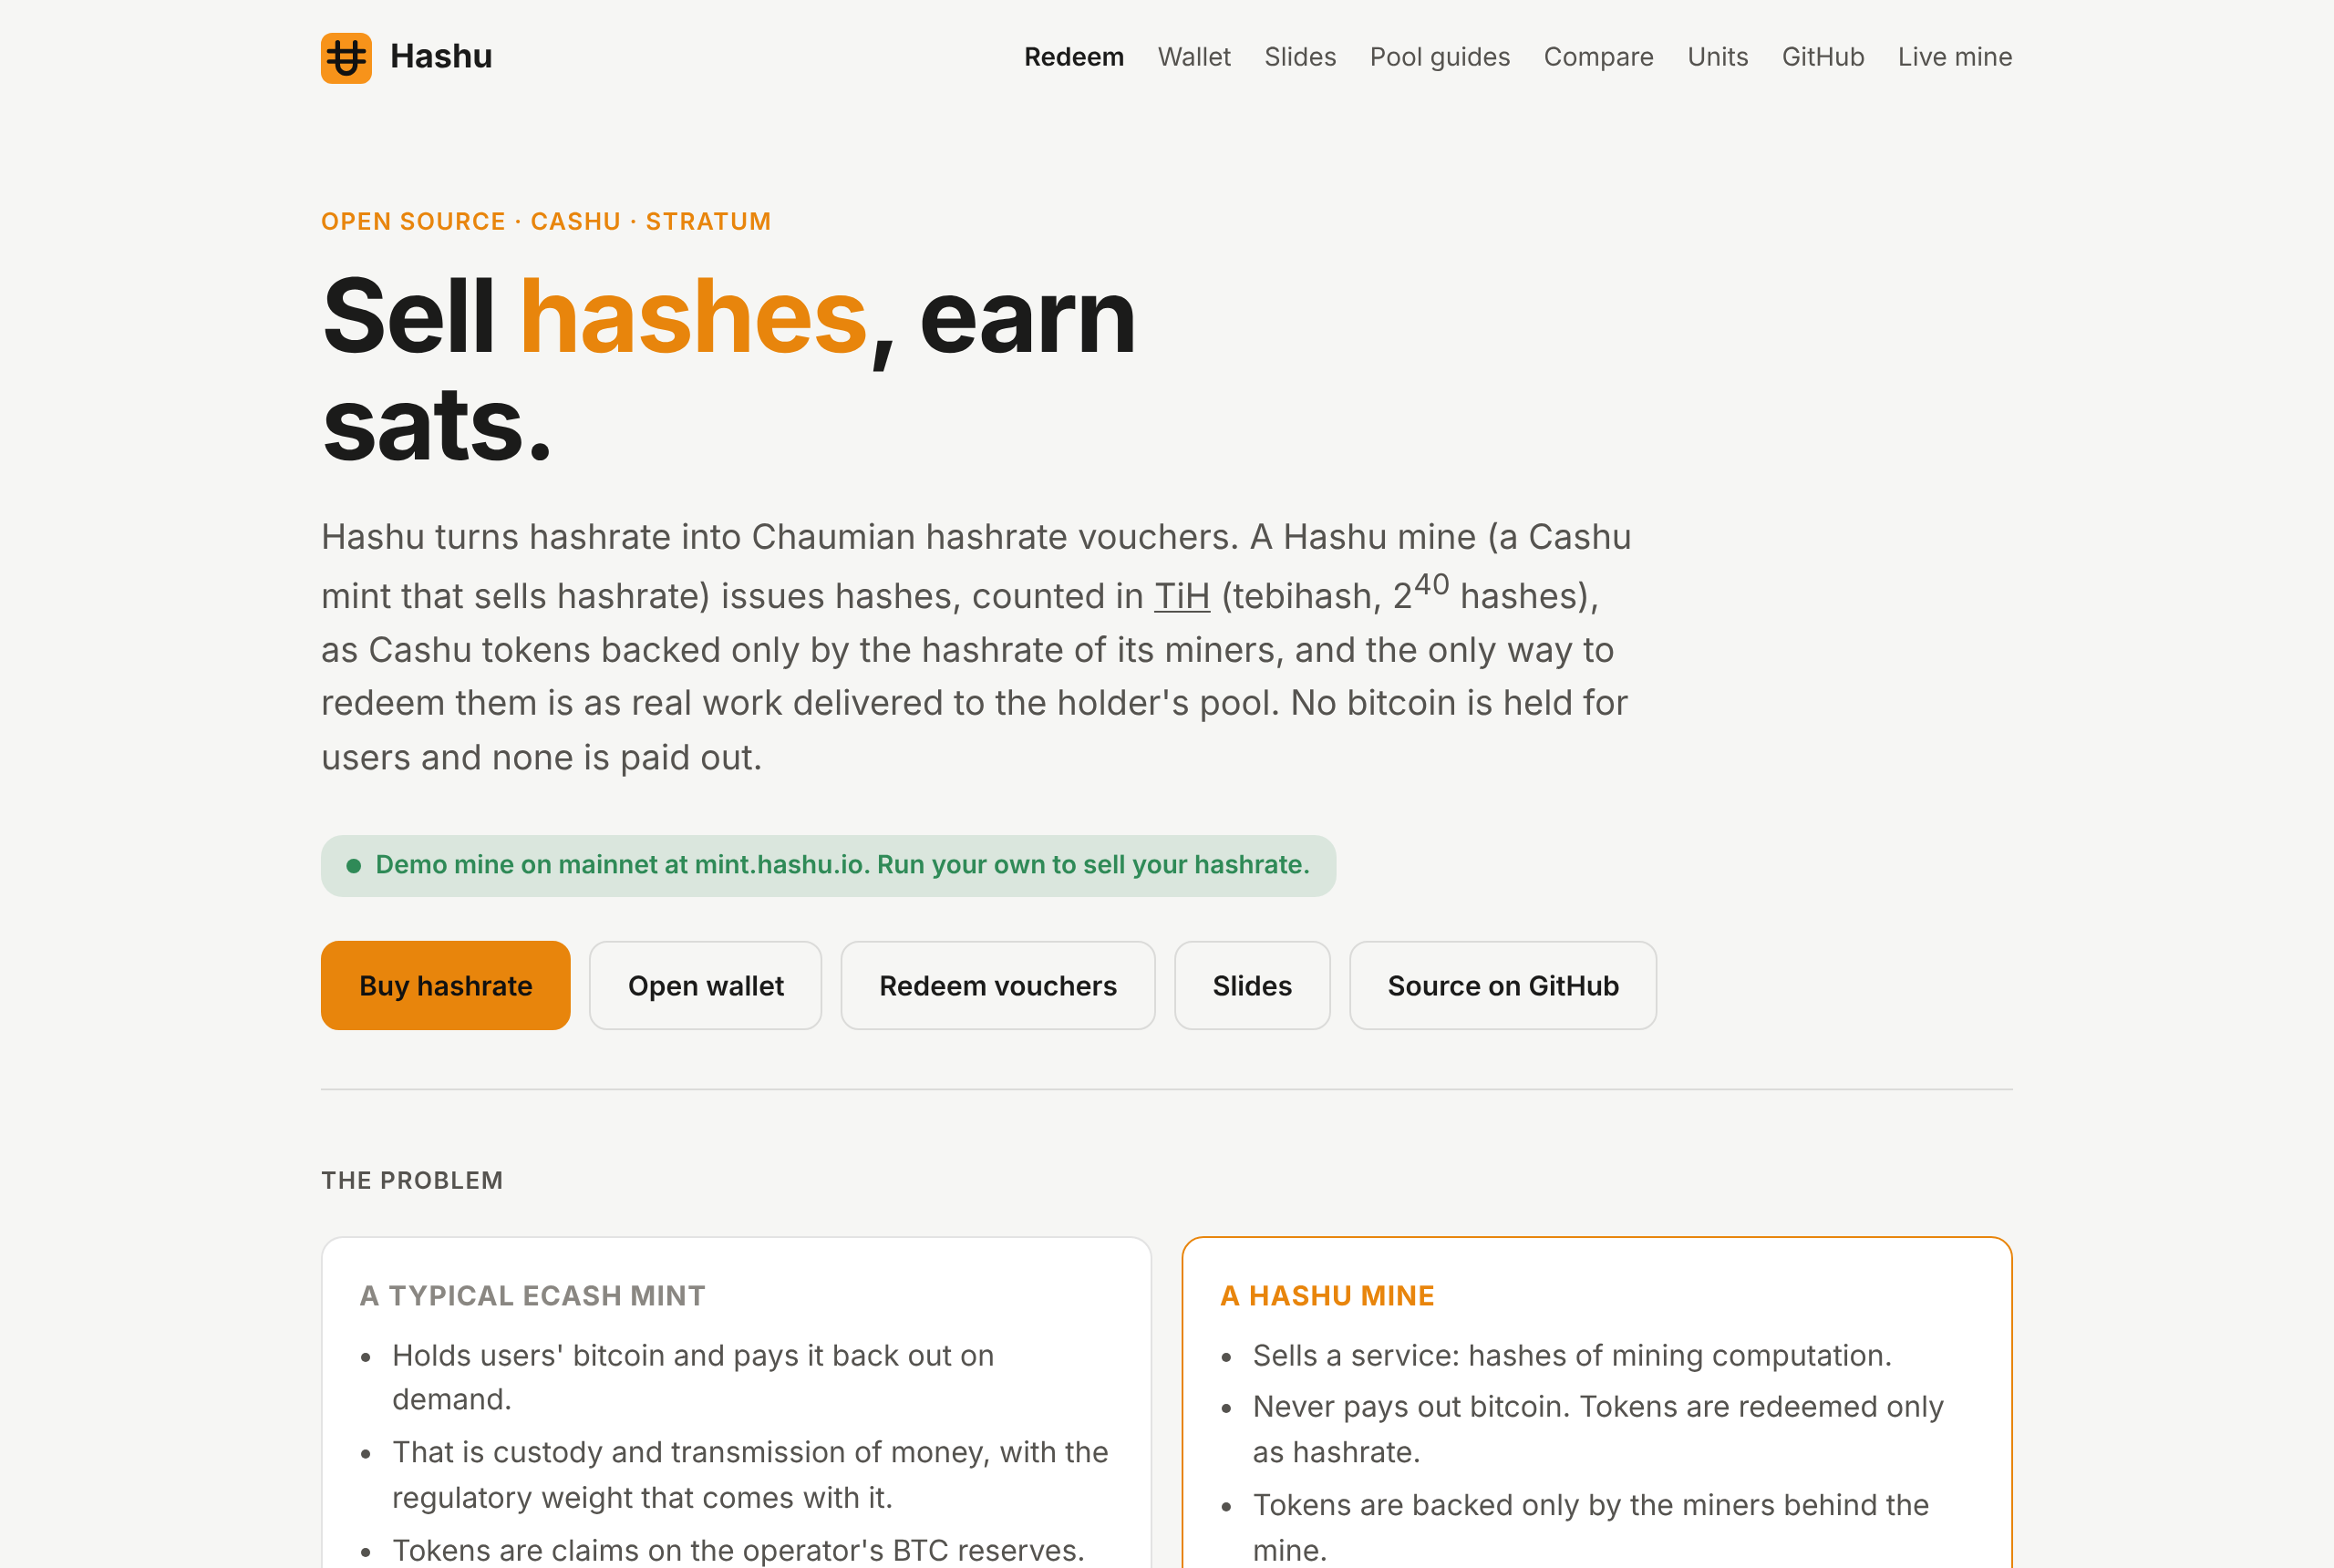 Hashu
Redeem Wallet Slides Pool guides Compare Units GitHub Live mine
OPEN SOURCE · CASHU · STRATUM
Sell hashes, earn
sats.
Hashu turns hashrate into Chaumian hashrate vouchers. A Hashu mine (a Cashu
mint that sells hashrate) issues hashes, counted in TiH (tebihash, 2⁴⁰ hashes),
as Cashu tokens backed only by the hashrate of its miners, and the only way to
redeem them is as real work delivered to the holder's pool. No bitcoin is held for
users and none is paid out.
Demo mine on mainnet at mint.hashu.io. Run your own to sell your hashrate.
Buy hashrate Open wallet Redeem vouchers Slides Source on GitHub
THE PROBLEM
A TYPICAL ECASH MINT
• Holds users' bitcoin and pays it back out on
demand.
• That is custody and transmission of money, with the
regulatory weight that comes with it.
• Tokens are claims on the operator's BTC reserves.
A HASHU MINE
• Sells a service: hashes of mining computation.
• Never pays out bitcoin. Tokens are redeemed only
as hashrate.
• Tokens are backed only by the miners behind the
mine.